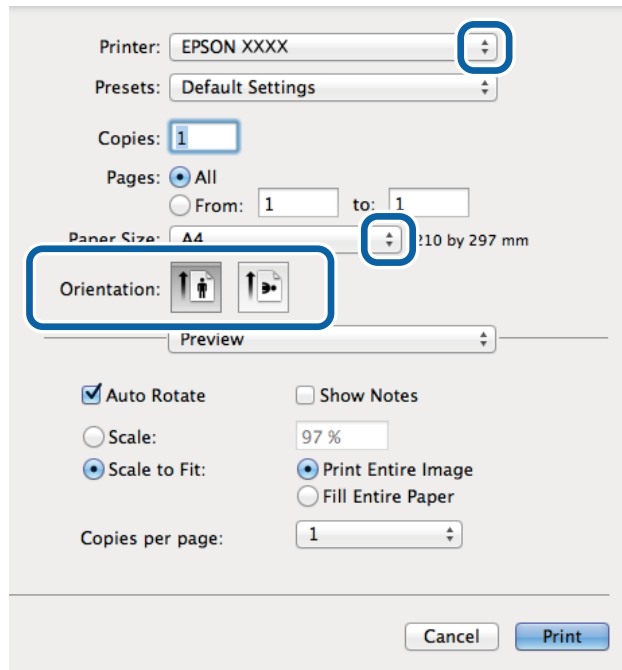 Printer: EPSON XXXX
Presets: Default Settings
Copies: 1
Pages: All
From: 1 to: 1
Paper Size: A4 210 by 297 mm
Orientation:
Preview
Auto Rotate Show Notes
Scale: 97 %
Scale to Fit: Print Entire Image
Fill Entire Paper
Copies per page: 1
Cancel Print